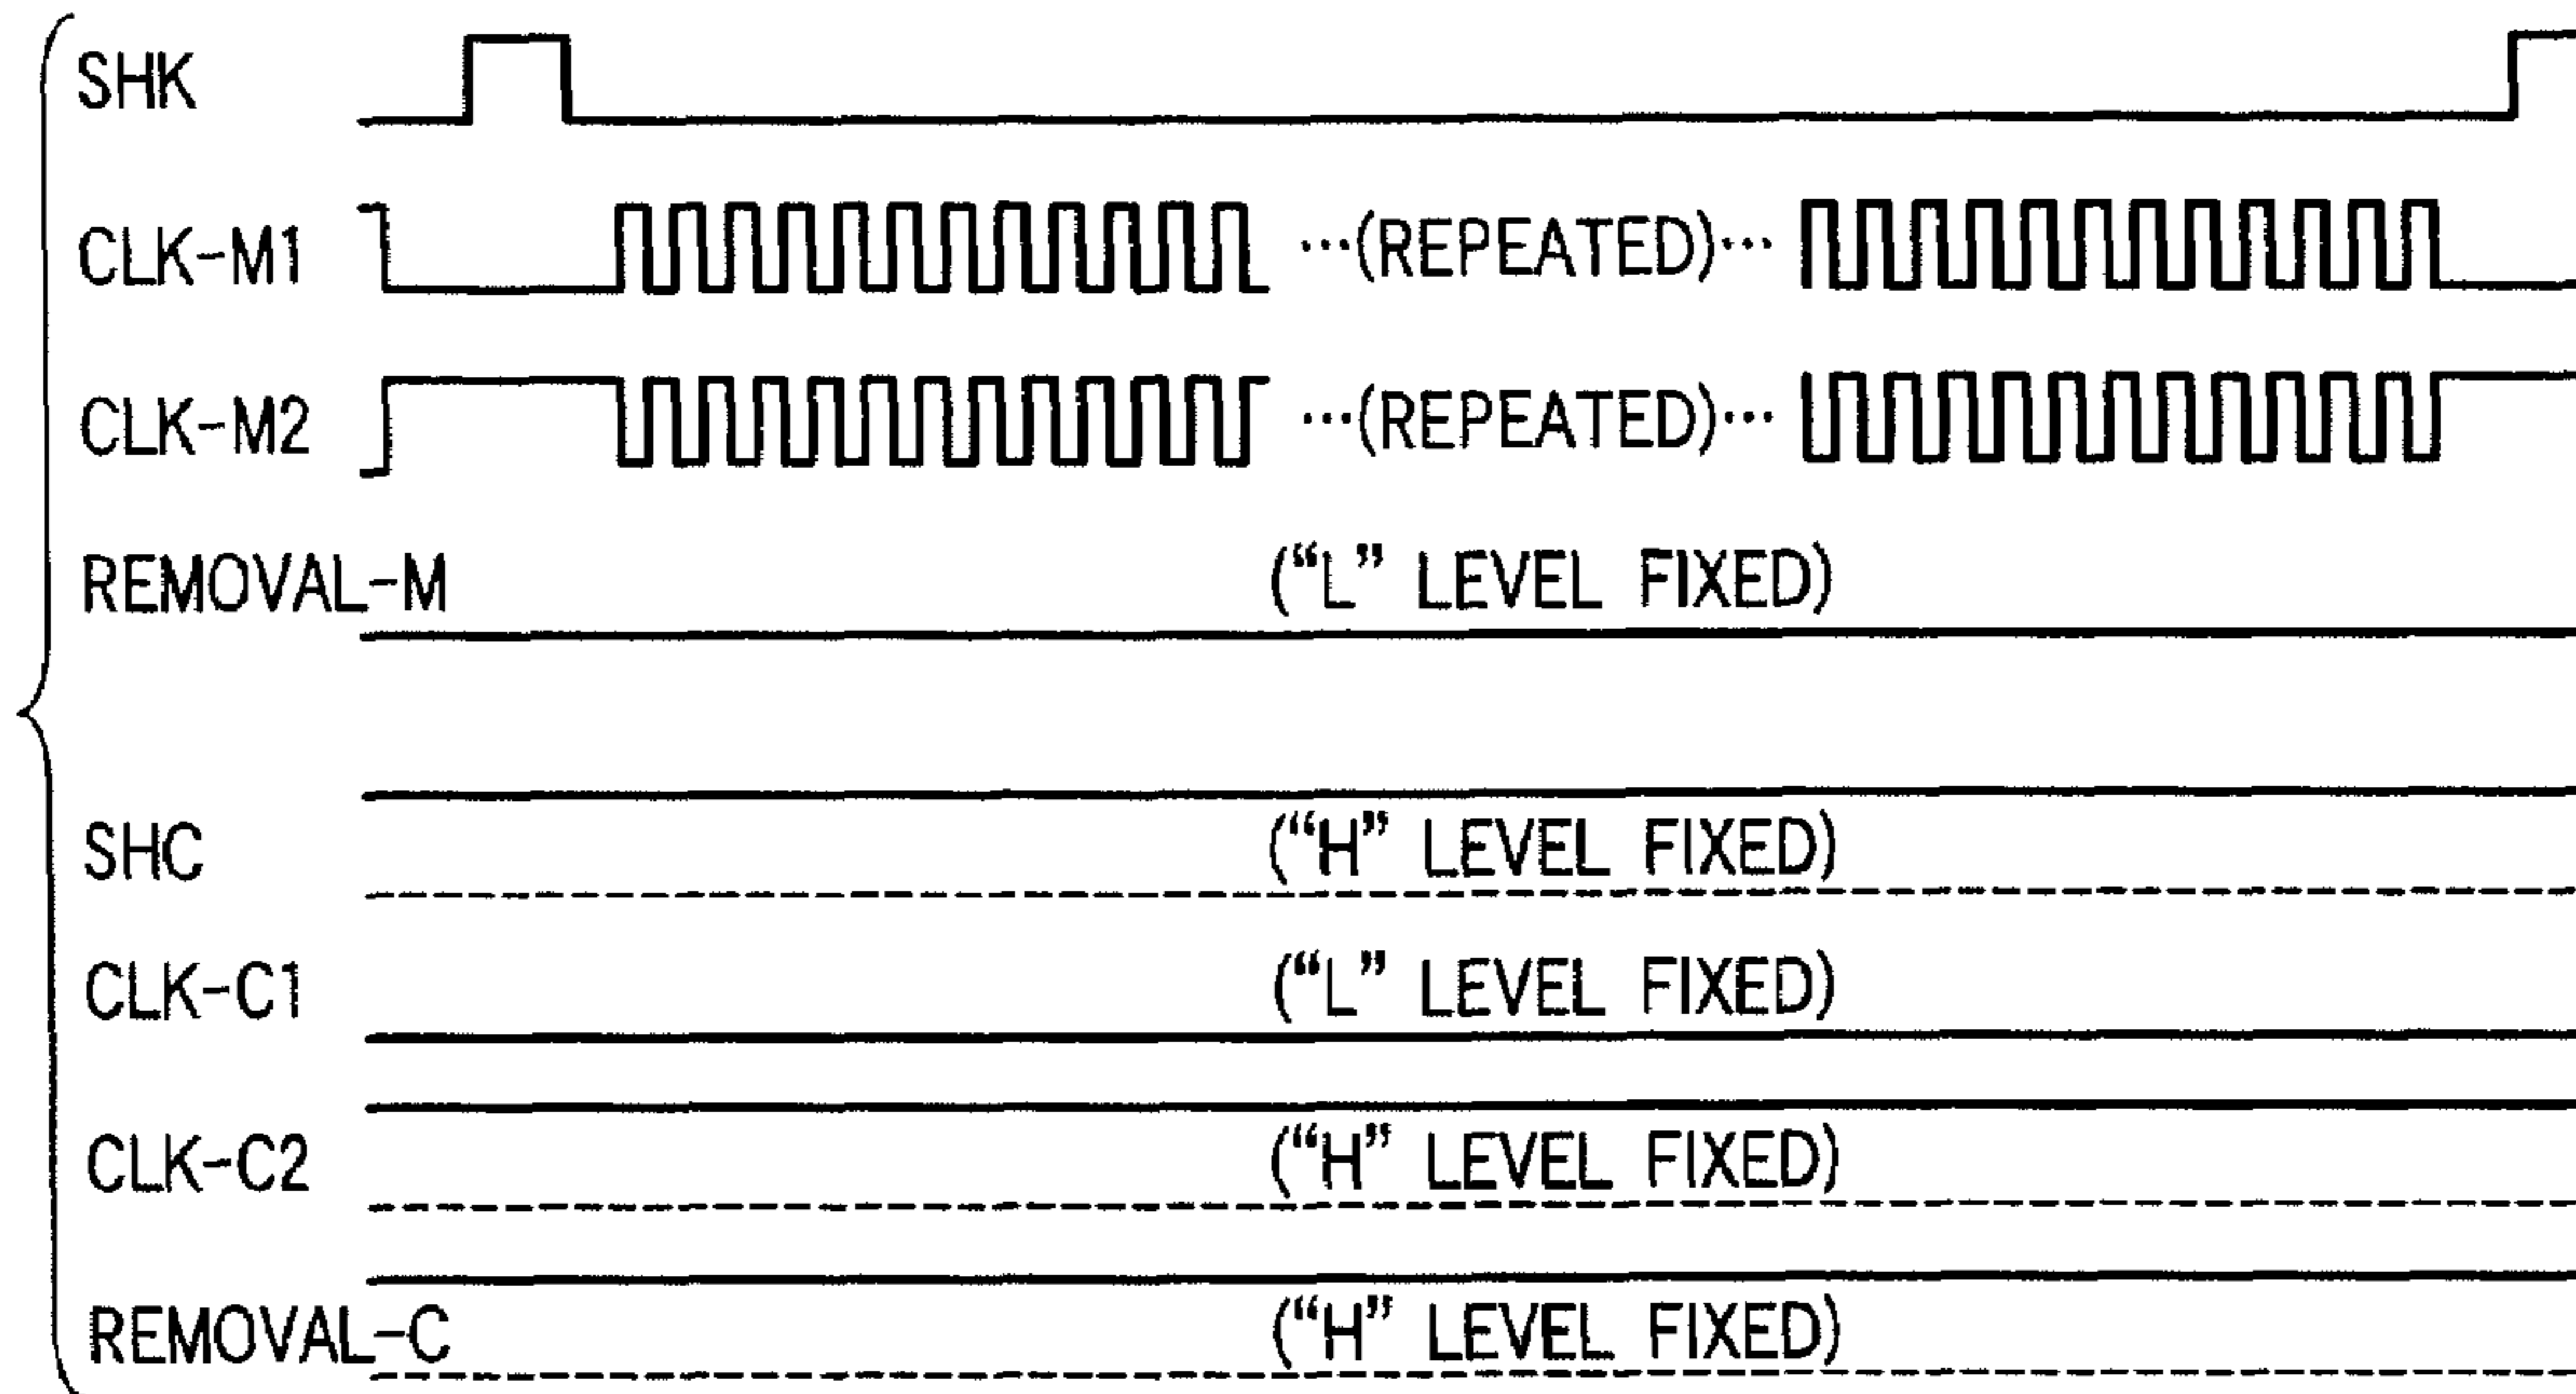 SHK
CLK-M1 ···(REPEATED)···
CLK-M2 ···(REPEATED)···
REMOVAL-M (“L” LEVEL FIXED)
SHC (“H” LEVEL FIXED)
CLK-C1 (“L” LEVEL FIXED)
CLK-C2 (“H” LEVEL FIXED)
REMOVAL-C (“H” LEVEL FIXED)